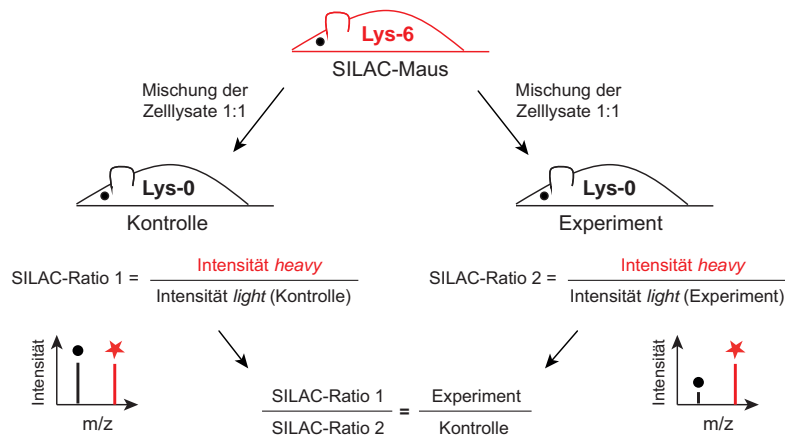 Lys-6
SILAC-Maus
Mischung der
Zelllysate 1:1
Mischung der
Zelllysate 1:1
Lys-0
Kontrolle
Lys-0
Experiment
SILAC-Ratio 1 = Intensität heavy
Intensität light (Kontrolle)
SILAC-Ratio 2 = Intensität heavy
Intensität light (Experiment)
Intensität
m/z
SILAC-Ratio 1
SILAC-Ratio 2
=
Experiment
Kontrolle
Intensität
m/z